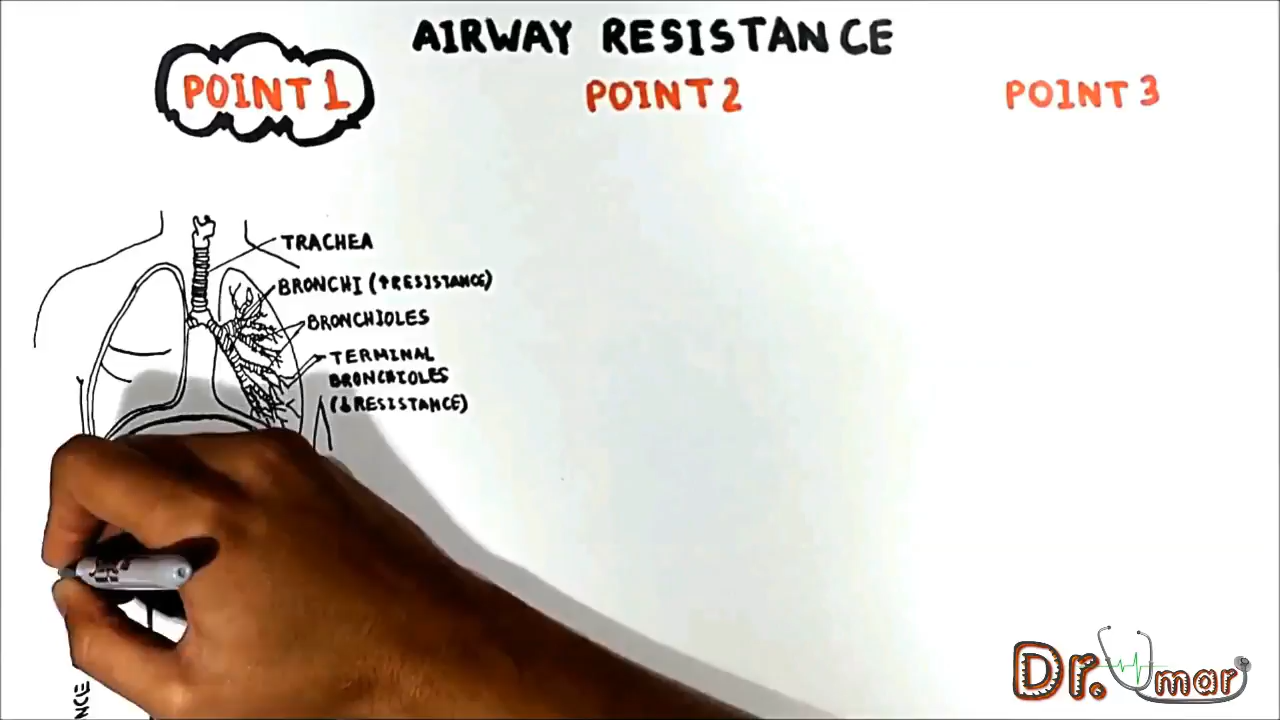 AIRWAY RESISTANCE
POINT 1
POINT 2
POINT 3
TRACHEA
BRONCHI (↑RESISTANCE)
BRONCHIOLES
TERMINAL
BRONCHIOLES
(↓RESISTANCE)
Dr. Umar